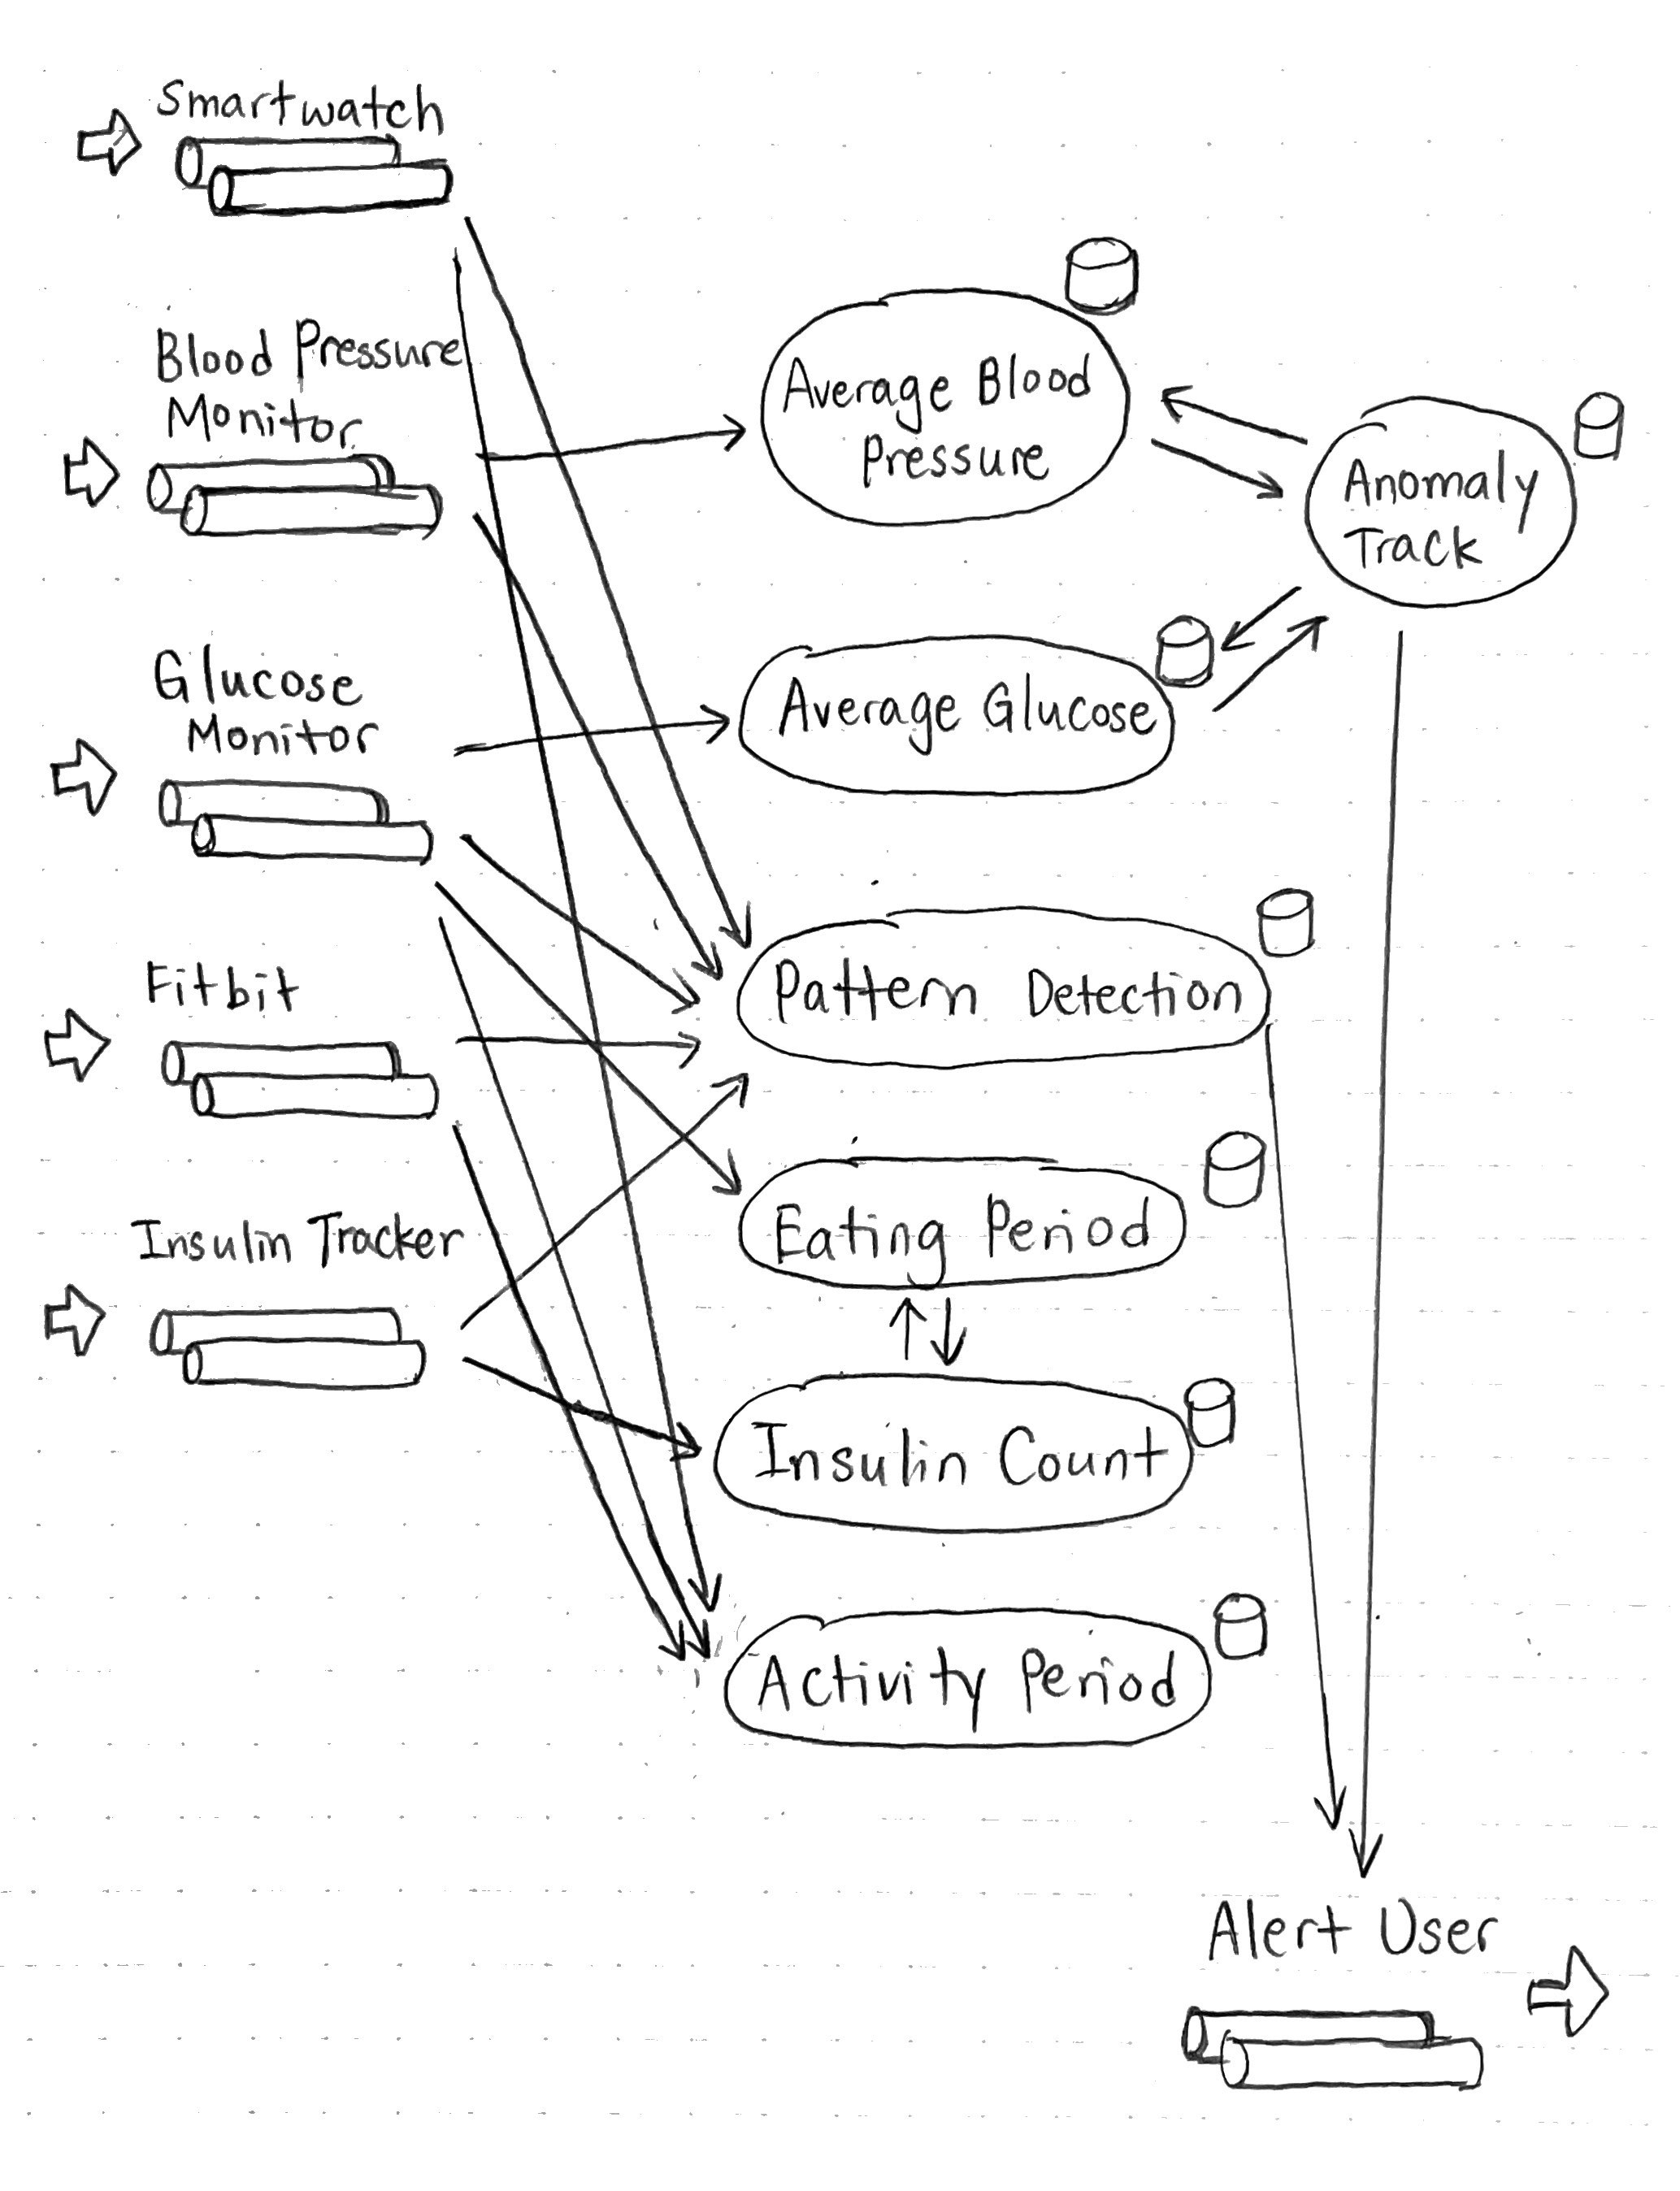 Smartwatch
Blood Pressure
Monitor
Glucose
Monitor
Fitbit
Insulin Tracker
Average Blood
Pressure
Anomaly
Track
Average Glucose
Pattern Detection
Eating Period
Insulin Count
Activity Period
Alert User